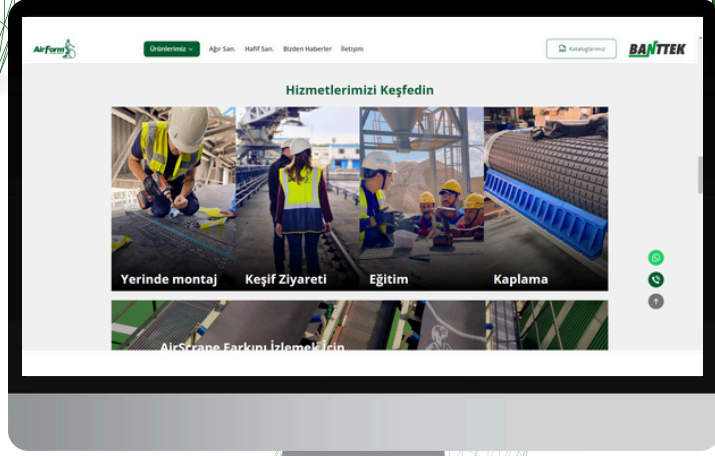 Airform
Ürünlerimiz
Ağır San.
Hafif San.
Bizden Haberler
İletişim
Kataloglarımız
BANTTEK
Hizmetlerimizi Keşfedin
Yerinde montaj
Keşif Ziyareti
Eğitim
Kaplama
AirScrape Farkını İzlemek İçin